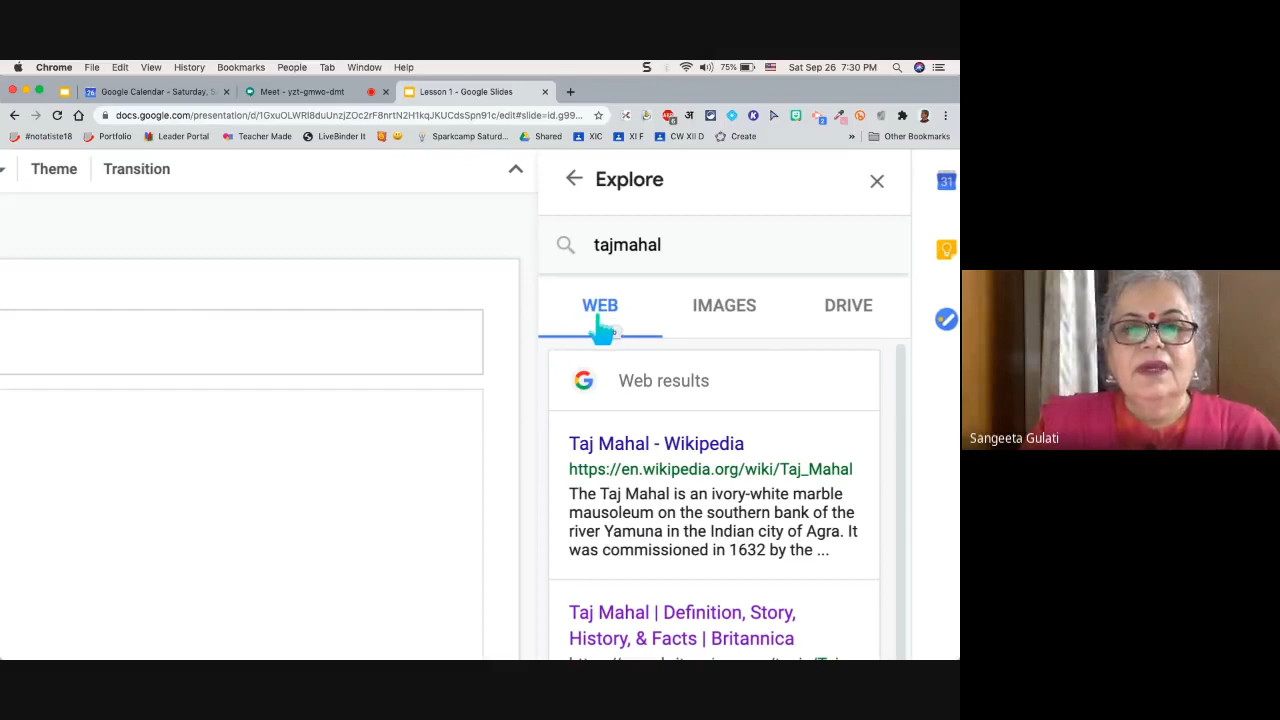 Chrome File Edit View History Bookmarks People Tab Window Help 75% Sat Sep 26 7:30 PM
Google Calendar - Saturday, S Meet - yzt-gmwo-dmt Lesson 1 - Google Slides
docs.google.com/presentation/d/1GxuOLWRl8duUnzjZOc2rF8nrtN2H1kqJKUCdsSpn91c/edit#slide=id.g99...
#notatiste18 Portfolio Leader Portal Teacher Made LiveBinder It Sparkcamp Saturd... Shared XIC XI F CW XII D Create » Other Bookmarks
Theme Transition
Explore
31
tajmahal
WEB IMAGES DRIVE
Web results
Taj Mahal - Wikipedia
https://en.wikipedia.org/wiki/Taj_Mahal
The Taj Mahal is an ivory-white marble
mausoleum on the southern bank of the
river Yamuna in the Indian city of Agra. It
was commissioned in 1632 by the ...
Taj Mahal | Definition, Story,
History, & Facts | Britannica
Sangeeta Gulati